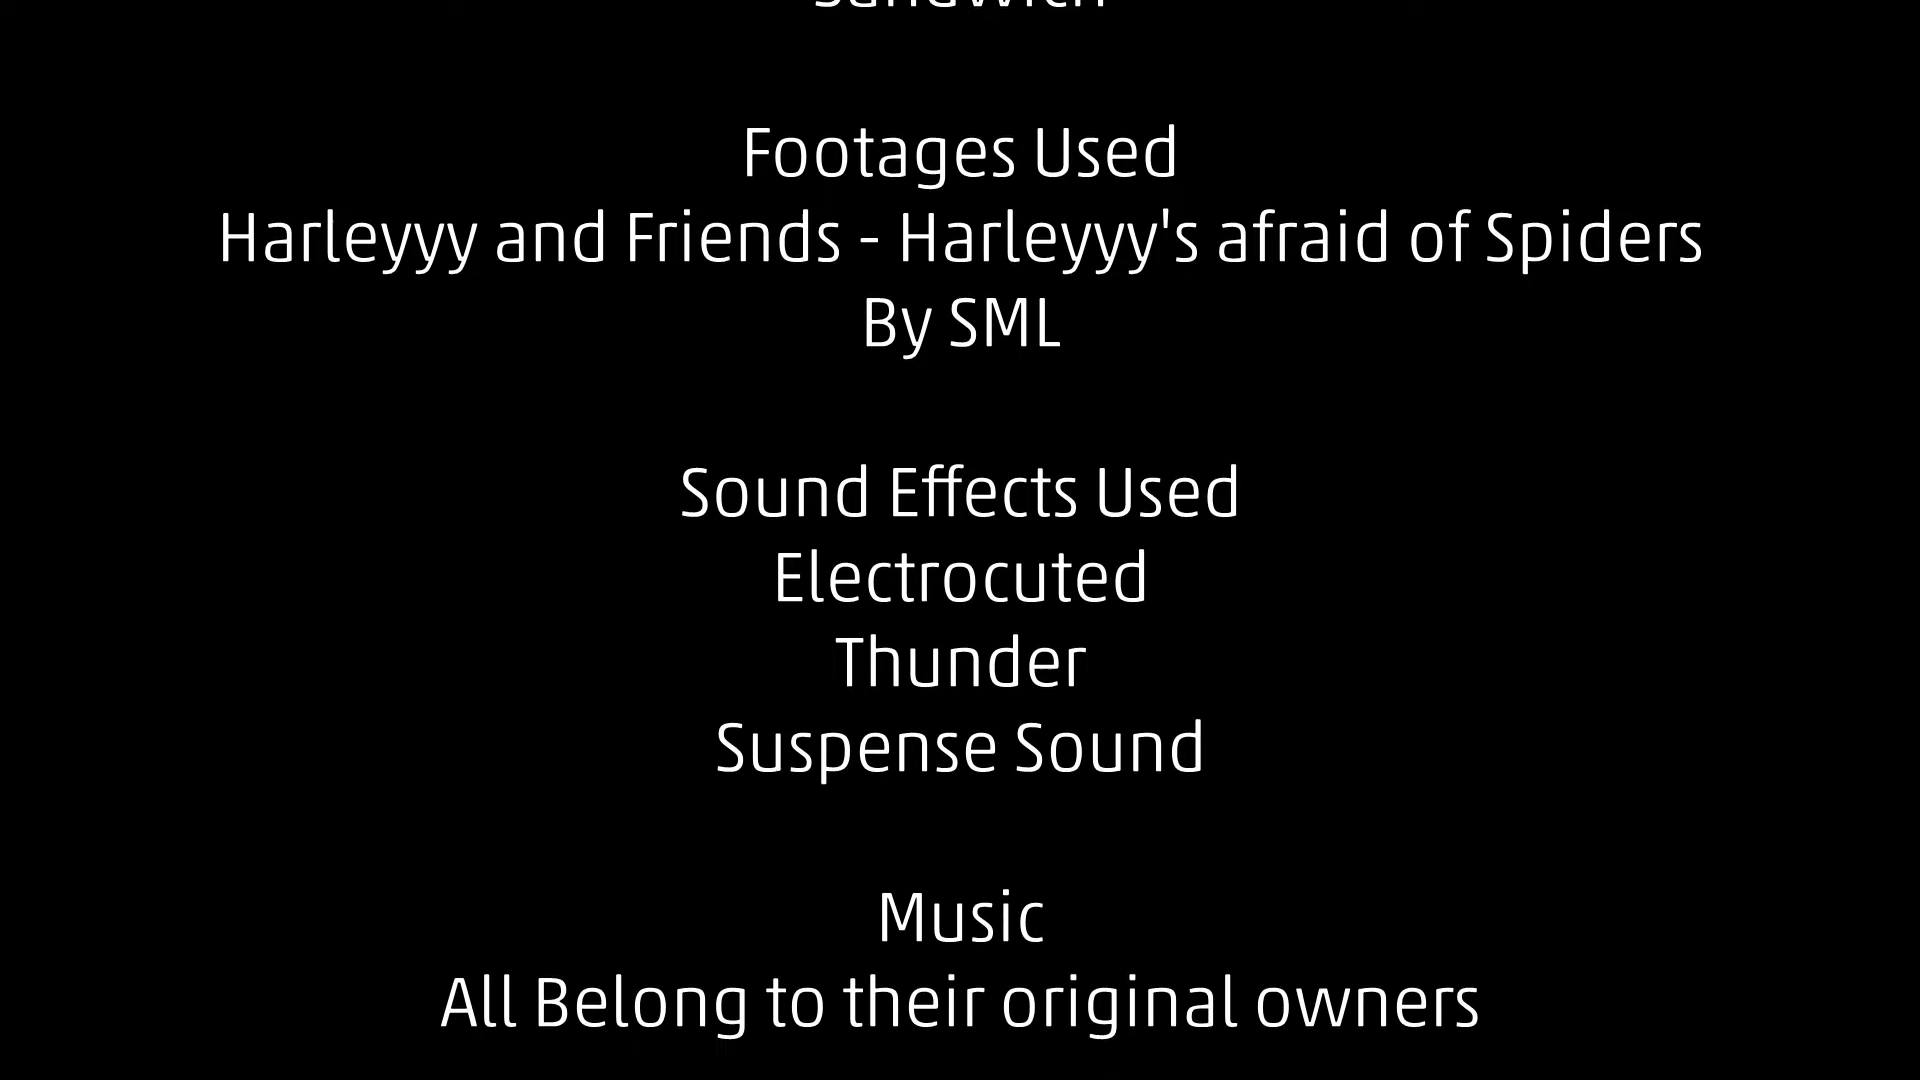 Sandwich
Footages Used
Harleyyy and Friends - Harleyyy's afraid of Spiders
By SML
Sound Effects Used
Electrocuted
Thunder
Suspense Sound
Music
All Belong to their original owners